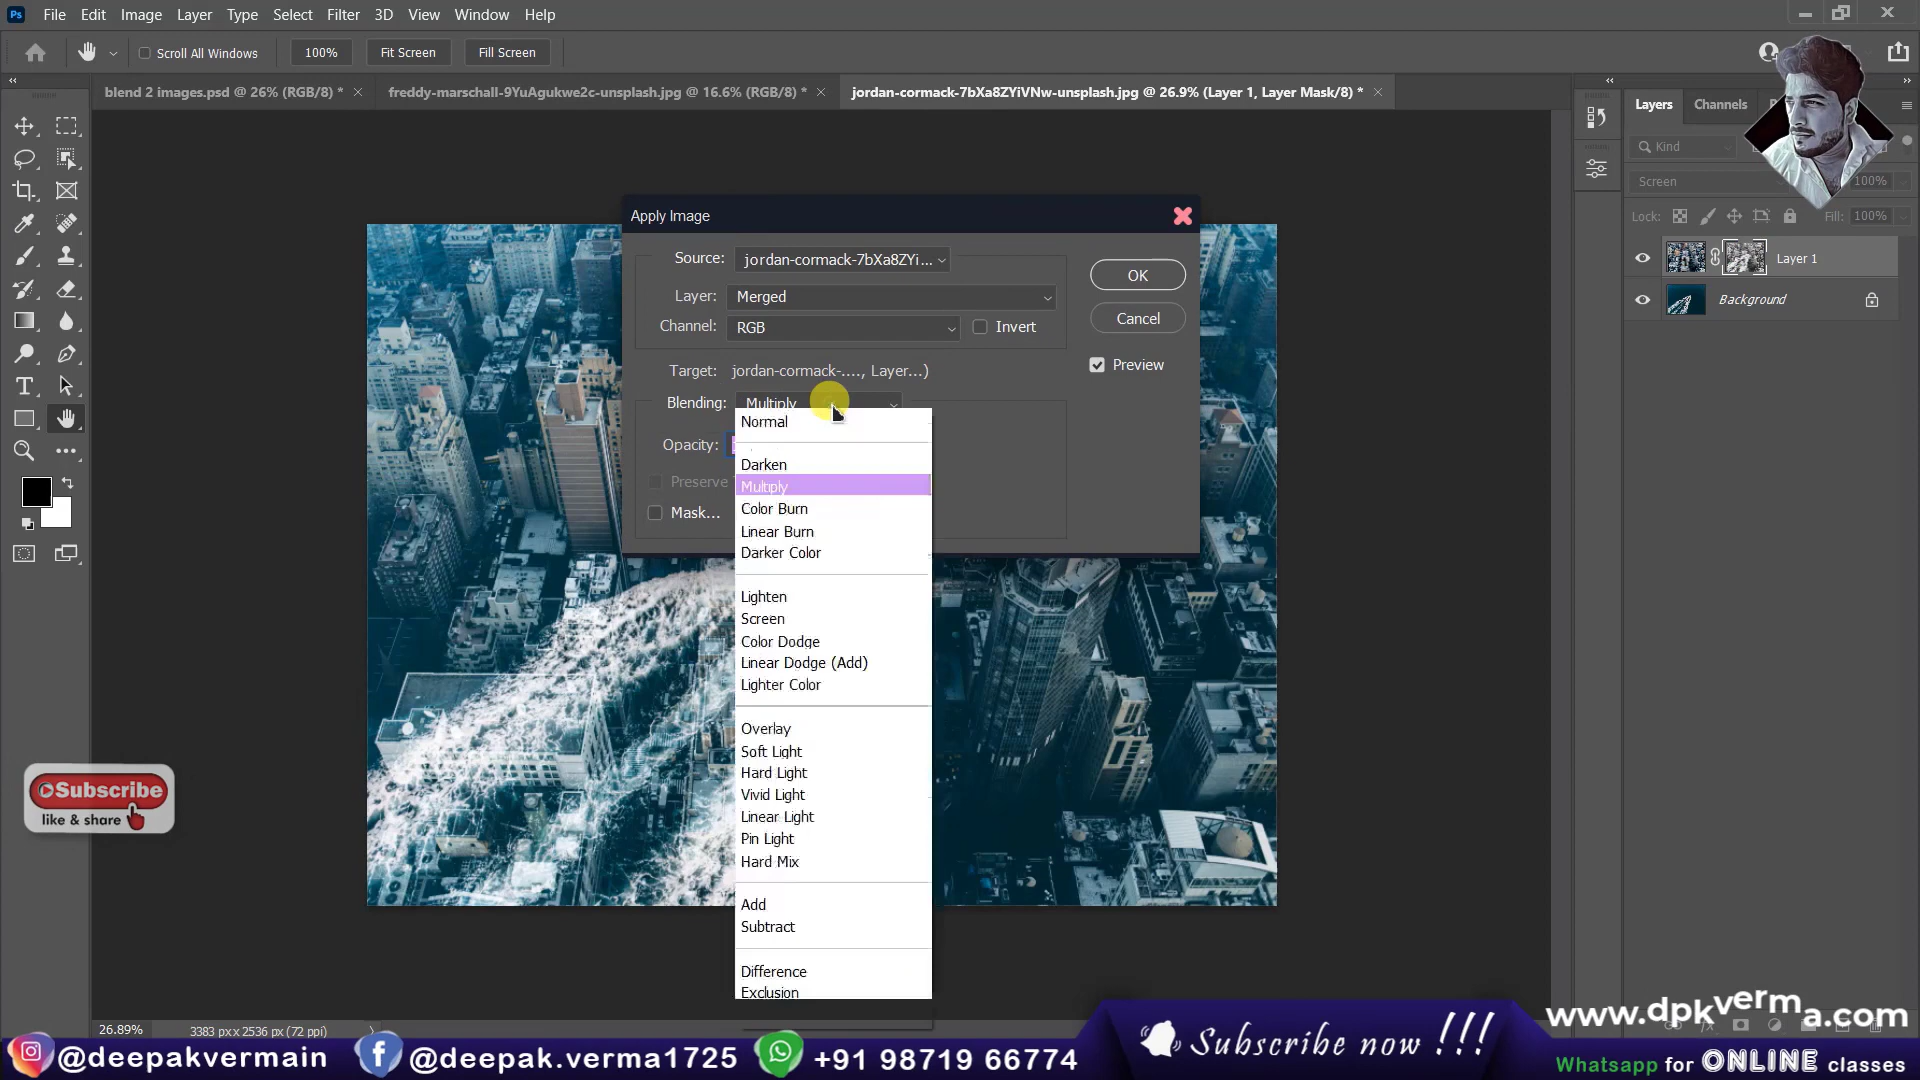 Ps File Edit Image Layer Type Select Filter 3D View Window Help
Scroll All Windows 100% Fit Screen Fill Screen
blend 2 images.psd @ 26% (RGB/8) * freddy-marschall-9YuAgukwe2c-unsplash.jpg @ 16.6% (RGB/8) * jordan-cormack-7bXa8ZYiVNw-unsplash.jpg @ 26.9% (Layer 1, Layer Mask/8) *
Layers Channels
Kind
Screen 100%
Lock: Fill: 100%
Layer 1
Background
Apply Image
Source: jordan-cormack-7bXa8ZYi...
OK
Layer: Merged
Cancel
Channel: RGB Invert
Preview
Target: jordan-cormack-...., Layer...)
Blending: Multiply
Opacity:
Preserve
Mask...
Normal
Darken
Multiply
Color Burn
Linear Burn
Darker Color
Lighten
Screen
Color Dodge
Linear Dodge (Add)
Lighter Color
Overlay
Soft Light
Hard Light
Vivid Light
Linear Light
Pin Light
Hard Mix
Add
Subtract
Difference
Exclusion
Subscribe
like & share
26.89% 3383 px x 2536 px (72 ppi)
@deepakvermain @deepak.verma1725 +91 98719 66774
Subscribe now !!!
www.dpkverma.com
Whatsapp for ONLINE classes